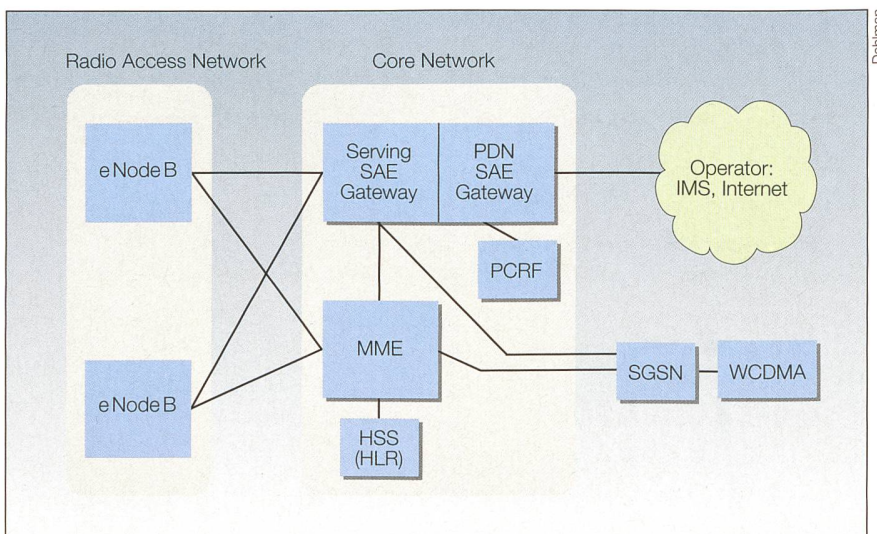 Dahlman
Radio Access Network
Core Network
e Node B
Serving
SAE
Gateway
PDN
SAE
Gateway
Operator:
IMS, Internet
PCRF
MME
SGSN
WCDMA
e Node B
HSS
(HLR)